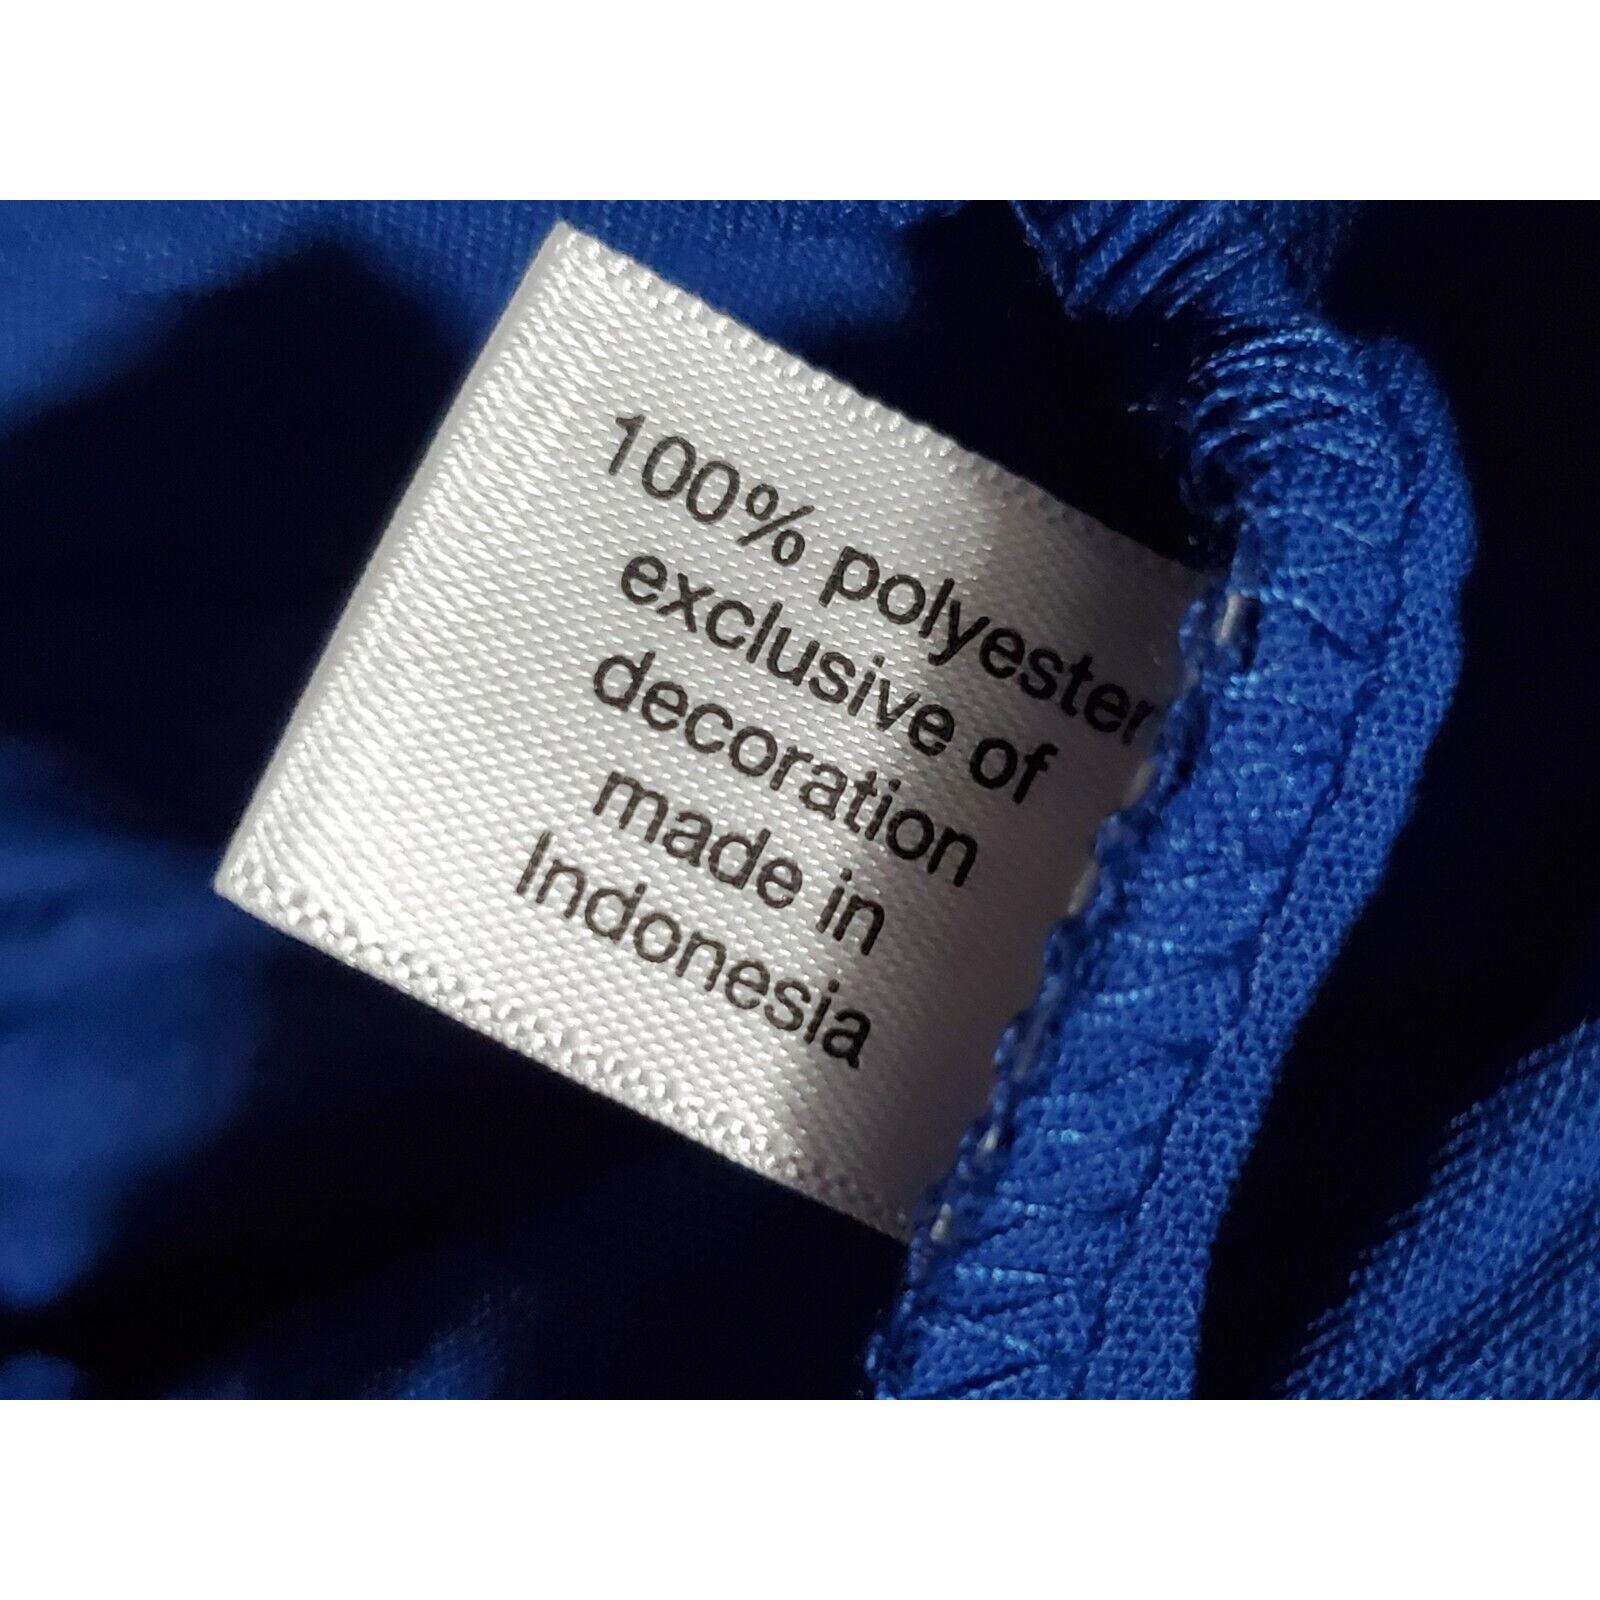 100% polyester
exclusive of
decoration
made in
Indonesia